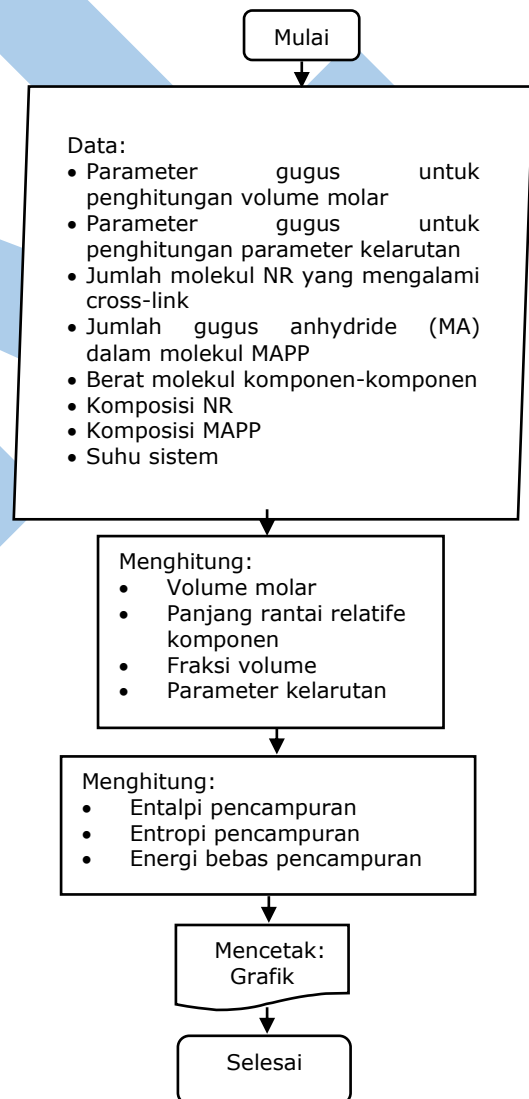 Mulai
Data:
• Parameter gugus untuk
penghitungan volume molar
• Parameter gugus untuk
penghitungan parameter kelarutan
• Jumlah molekul NR yang mengalami
cross-link
• Jumlah gugus anhydride (MA)
dalam molekul MAPP
• Berat molekul komponen-komponen
• Komposisi NR
• Komposisi MAPP
• Suhu sistem
Menghitung:
• Volume molar
• Panjang rantai relatife
komponen
• Fraksi volume
• Parameter kelarutan
Menghitung:
• Entalpi pencampuran
• Entropi pencampuran
• Energi bebas pencampuran
Mencetak:
Grafik
Selesai